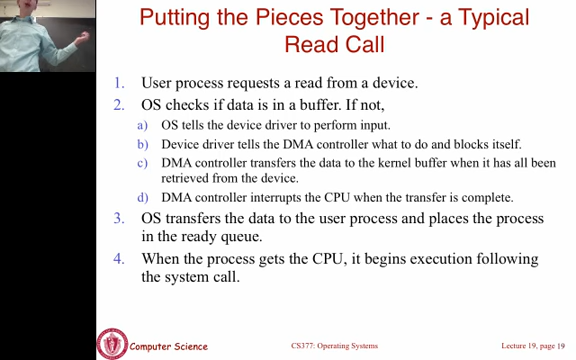 Putting the Pieces Together - a Typical
Read Call
1. User process requests a read from a device.
2. OS checks if data is in a buffer. If not,
a) OS tells the device driver to perform input.
b) Device driver tells the DMA controller what to do and blocks itself.
c) DMA controller transfers the data to the kernel buffer when it has all been
retrieved from the device.
d) DMA controller interrupts the CPU when the transfer is complete.
3. OS transfers the data to the user process and places the process
in the ready queue.
4. When the process gets the CPU, it begins execution following
the system call.
Computer Science
CS377: Operating Systems
Lecture 19, page 19